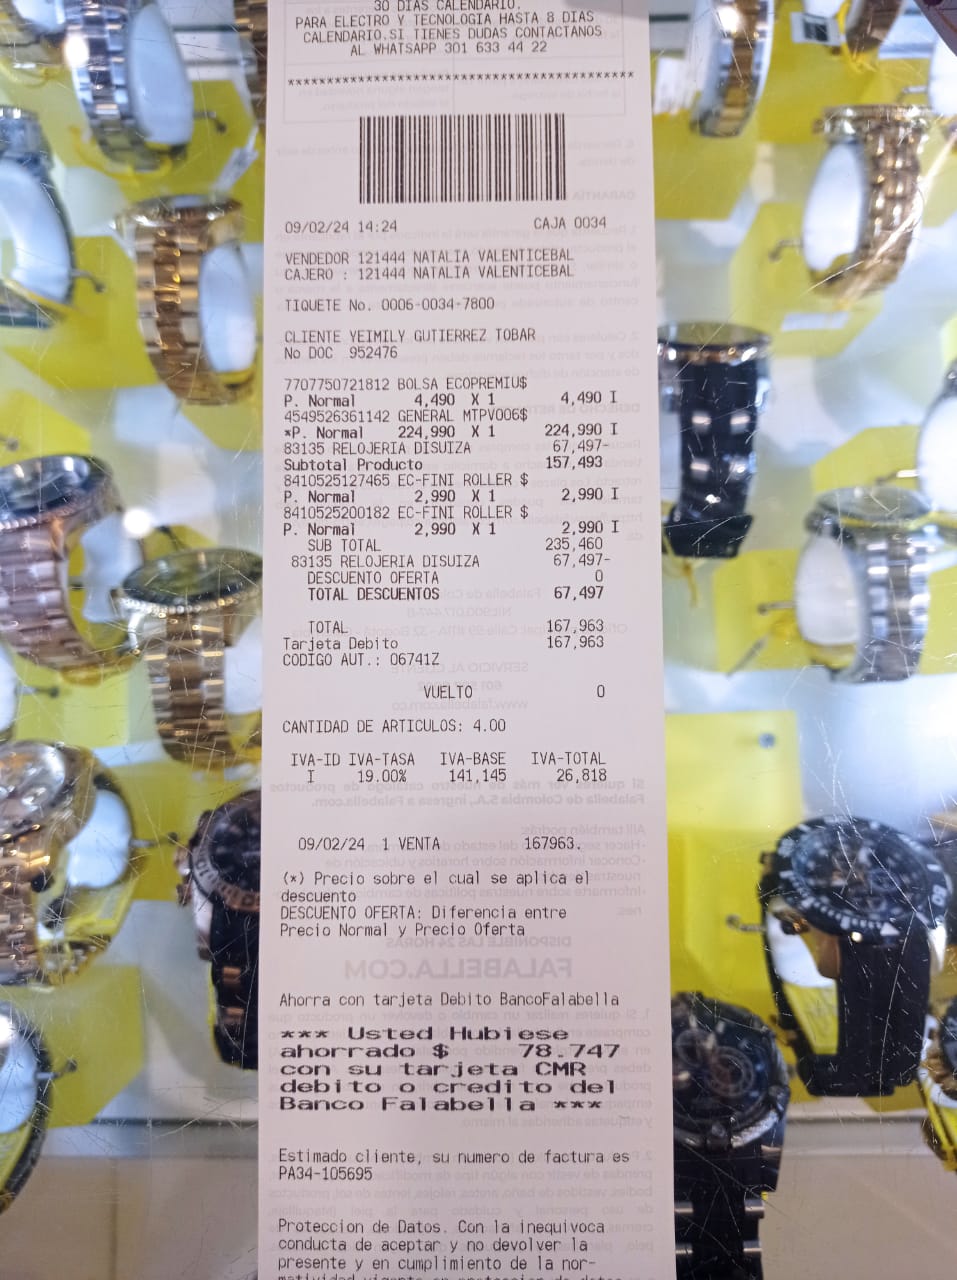 30 DIAS CALENDARIO.
PARA ELECTRO Y TECNOLOGIA HASTA 8 DIAS
CALENDARIO.SI TIENES DUDAS CONTACTANOS
AL WHATSAPP 301 633 44 22
*******************************************
09/02/24 14:24 CAJA 0034
VENDEDOR 121444 NATALIA VALENTICEBAL
CAJERO : 121444 NATALIA VALENTICEBAL
TIQUETE No. 0006-0034-7800
CLIENTE YEIMILY GUTIERREZ TOBAR
No DOC 952476
7707750721812 BOLSA ECOPREMIU$
P. Normal 4,490 X 1 4,490 I
4549526361142 GENERAL MTPV006$
*P. Normal 224,990 X 1 224,990 I
83135 RELOJERIA DISUIZA 67,497-
Subtotal Producto 157,493
8410525127465 EC-FINI ROLLER $
P. Normal 2,990 X 1 2,990 I
8410525200182 EC-FINI ROLLER $
P. Normal 2,990 X 1 2,990 I
SUB TOTAL 235,460
83135 RELOJERIA DISUIZA 67,497-
DESCUENTO OFERTA 0
TOTAL DESCUENTOS 67,497
TOTAL 167,963
Tarjeta Debito 167,963
CODIGO AUT.: 06741Z
VUELTO 0
CANTIDAD DE ARTICULOS: 4.00
IVA-ID IVA-TASA IVA-BASE IVA-TOTAL
I 19.00% 141,145 26,818
09/02/24 1 VENTA 167963.
(*) Precio sobre el cual se aplica el
descuento
DESCUENTO OFERTA: Diferencia entre
Precio Normal y Precio Oferta
Ahorra con tarjeta Debito BancoFalabella
*** Usted Hubiese
ahorrado $ 78.747
con su tarjeta CMR
debito o credito del
Banco Falabella ***
Estimado cliente, su numero de factura es
PA34-105695
Proteccion de Datos. Con la inequivoca
conducta de aceptar y no devolver la
presente y en cumplimiento de la nor-